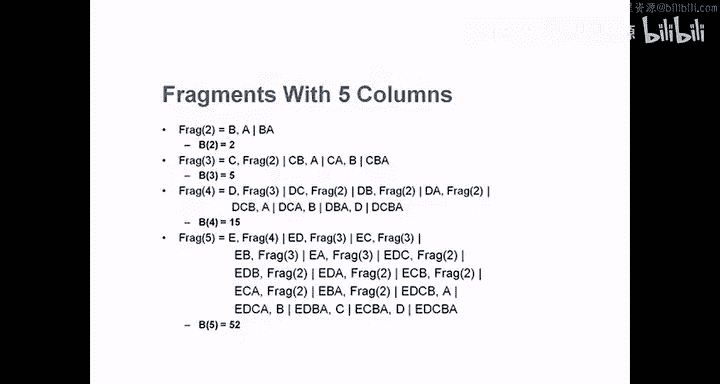 资源@bilibili
bilibili
Fragments With 5 Columns
• Frag(2) = B, A | BA
– B(2) = 2
• Frag(3) = C, Frag(2) | CB, A | CA, B | CBA
– B(3) = 5
• Frag(4) = D, Frag(3) | DC, Frag(2) | DB, Frag(2) | DA, Frag(2) |
DCB, A | DCA, B | DBA, D | DCBA
– B(4) = 15
• Frag(5) = E, Frag(4) | ED, Frag(3) | EC, Frag(3) |
EB, Frag(3) | EA, Frag(3) | EDC, Frag(2) |
EDB, Frag(2) | EDA, Frag(2) | ECB, Frag(2) |
ECA, Frag(2) | EBA, Frag(2) | EDCB, A |
EDCA, B | EDBA, C | ECBA, D | EDCBA
– B(5) = 52